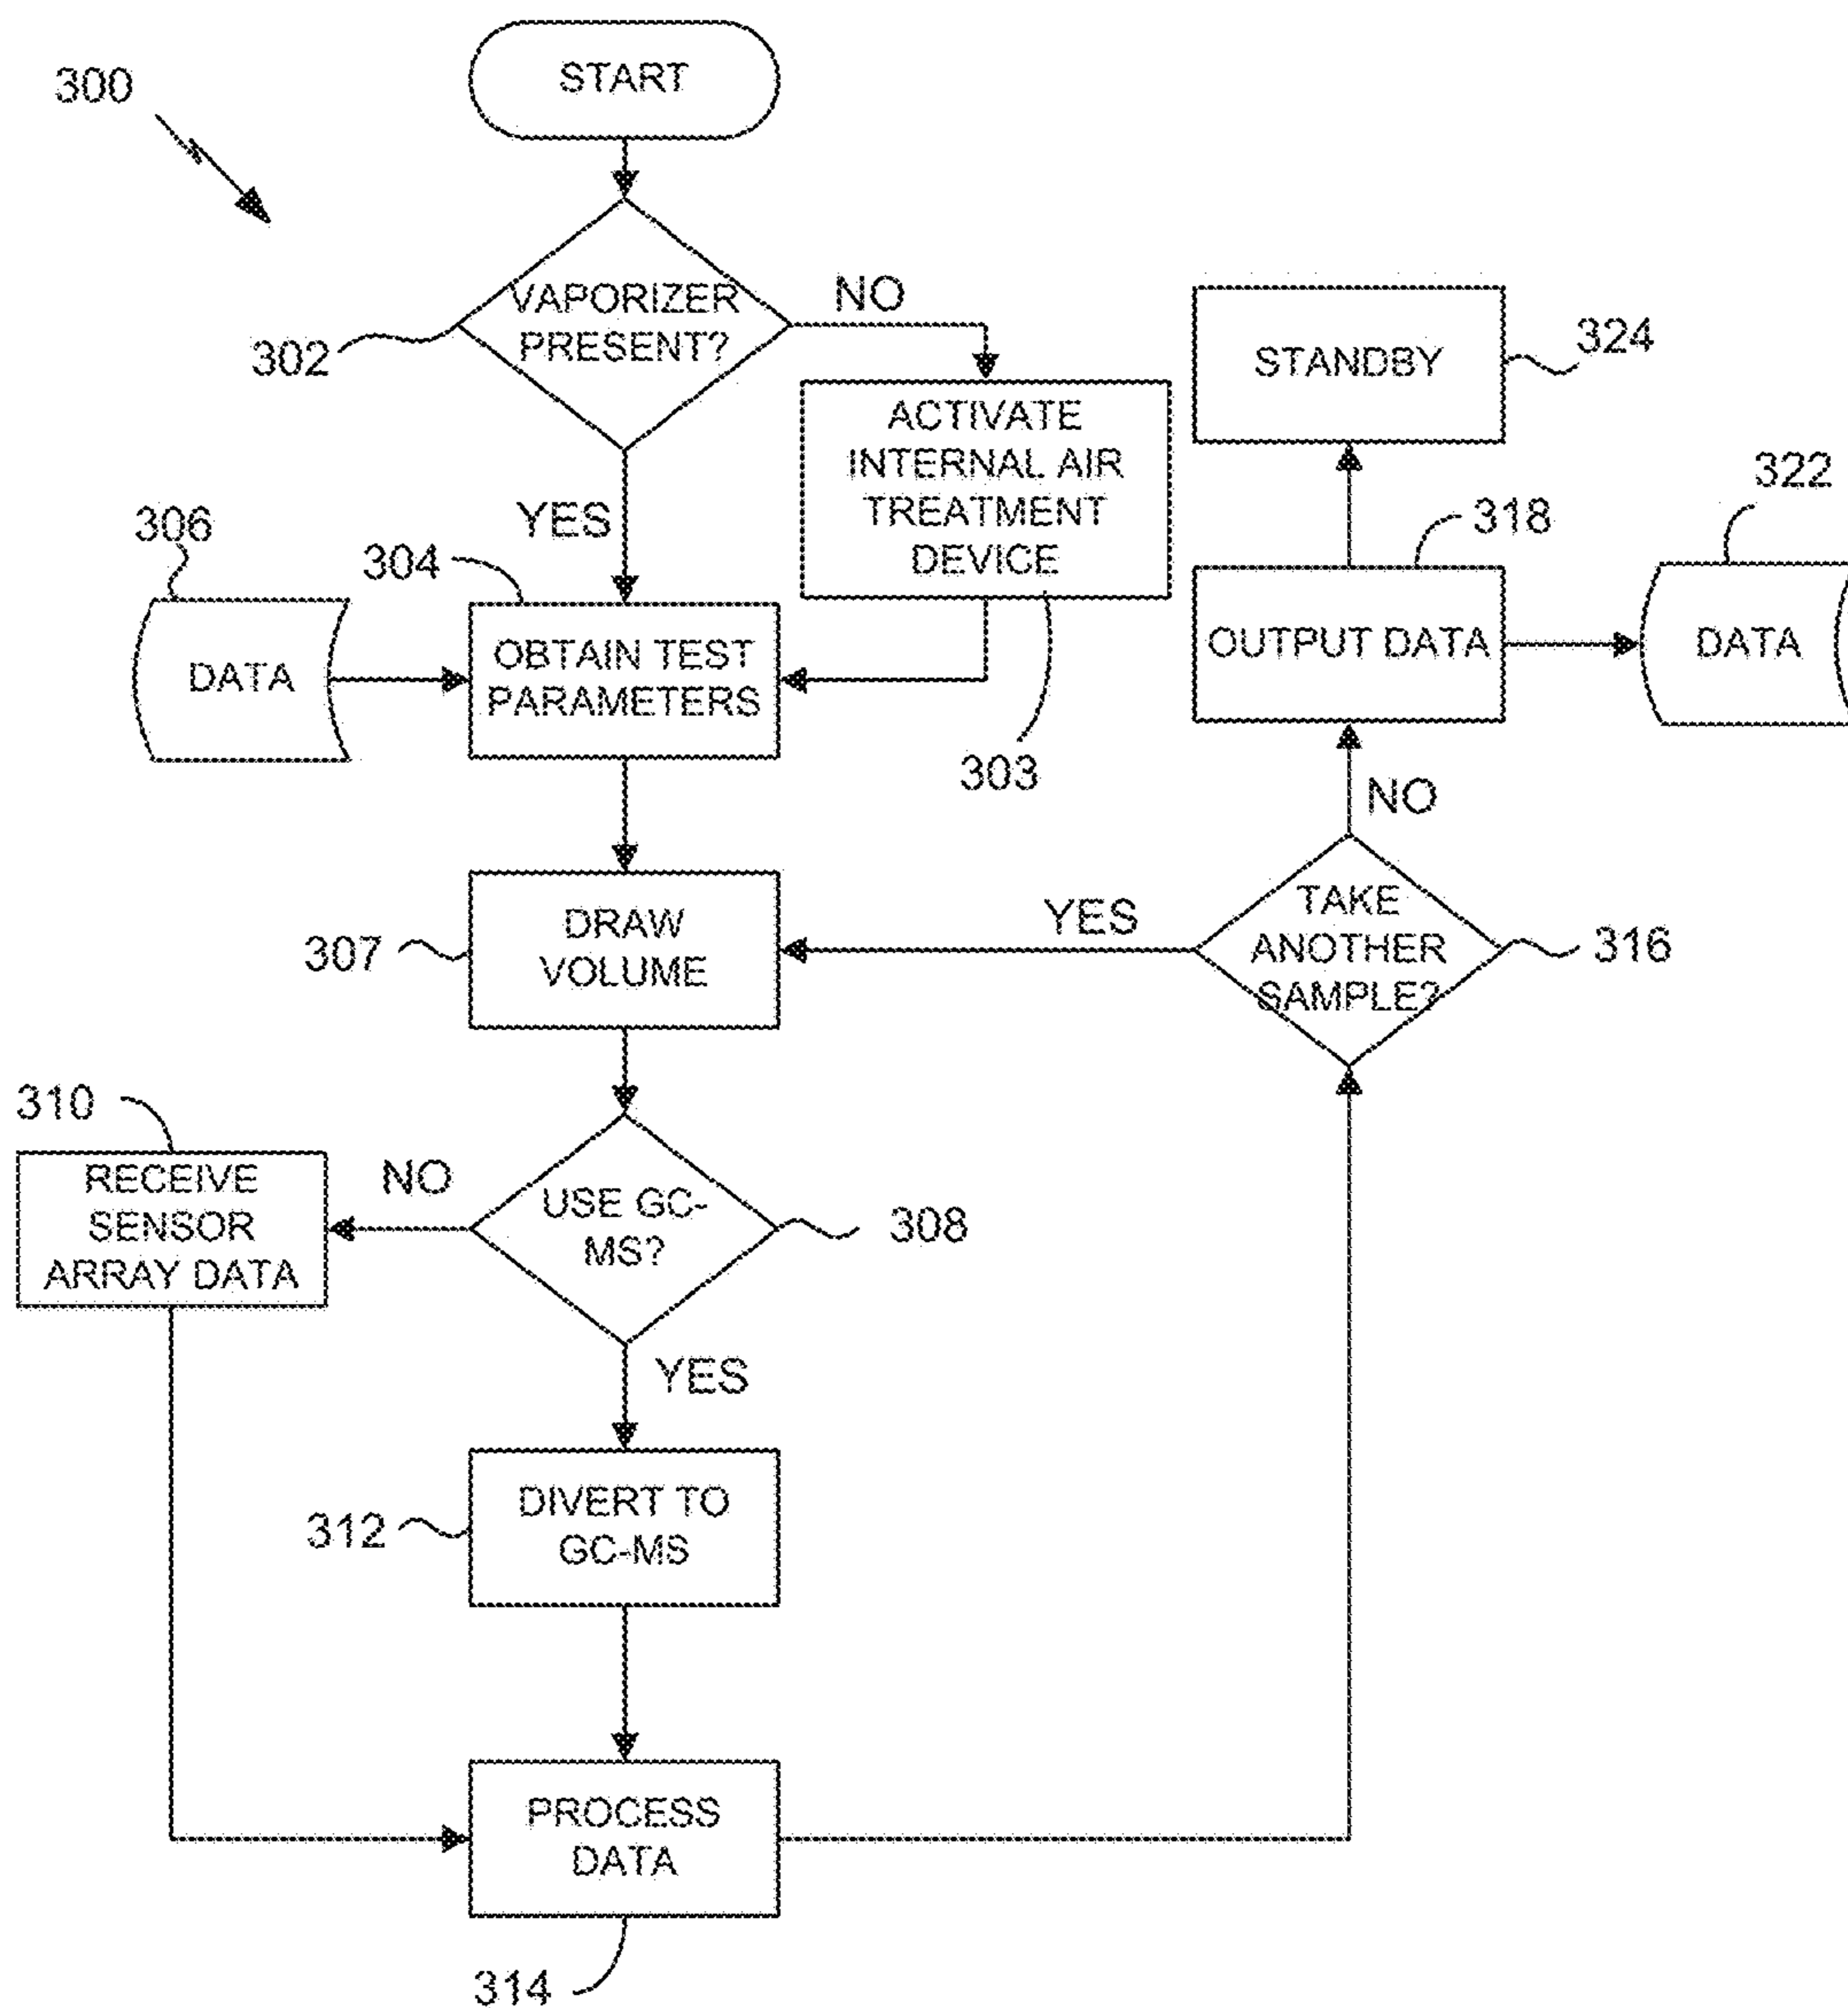 300
START
VAPORIZER
PRESENT?
302
NO
YES
ACTIVATE
INTERNAL AIR
TREATMENT
DEVICE
303
STANDBY
324
306
DATA
304
OBTAIN TEST
PARAMETERS
318
OUTPUT DATA
322
DATA
NO
307
DRAW
VOLUME
YES
TAKE
ANOTHER
SAMPLE?
316
310
RECEIVE
SENSOR
ARRAY DATA
NO
USE GC-
MS?
308
YES
312
DIVERT TO
GC-MS
PROCESS
DATA
314